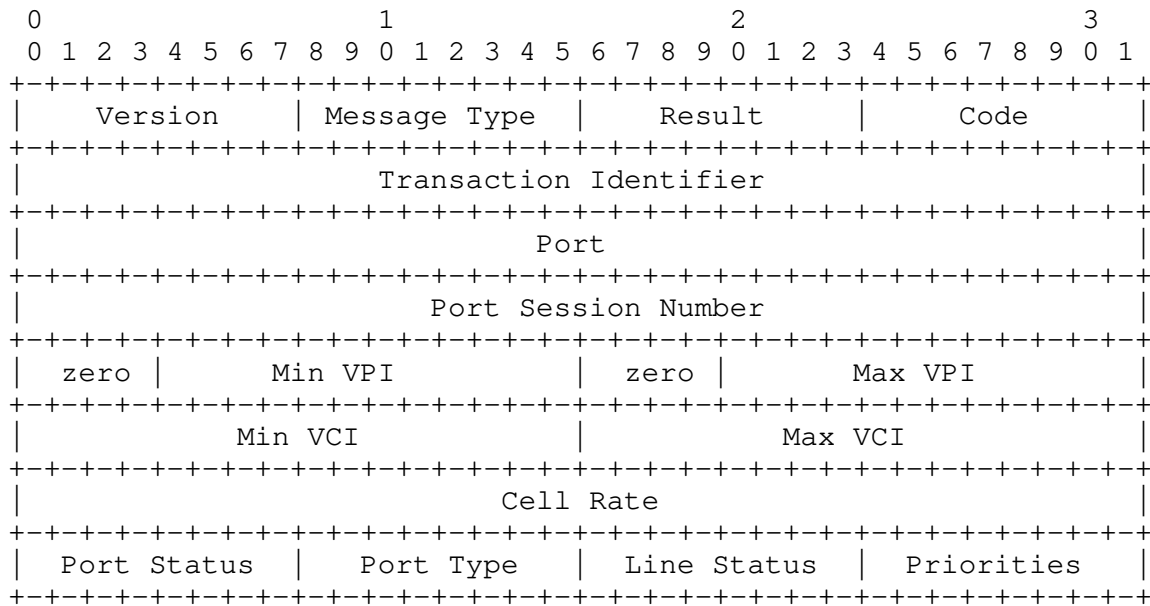 0                   1                   2                   3
 0 1 2 3 4 5 6 7 8 9 0 1 2 3 4 5 6 7 8 9 0 1 2 3 4 5 6 7 8 9 0 1
+-+-+-+-+-+-+-+-+-+-+-+-+-+-+-+-+-+-+-+-+-+-+-+-+-+-+-+-+-+-+-+-+
|    Version    | Message Type  |    Result     |     Code      |
+-+-+-+-+-+-+-+-+-+-+-+-+-+-+-+-+-+-+-+-+-+-+-+-+-+-+-+-+-+-+-+-+
|                    Transaction Identifier                     |
+-+-+-+-+-+-+-+-+-+-+-+-+-+-+-+-+-+-+-+-+-+-+-+-+-+-+-+-+-+-+-+-+
|                             Port                              |
+-+-+-+-+-+-+-+-+-+-+-+-+-+-+-+-+-+-+-+-+-+-+-+-+-+-+-+-+-+-+-+-+
|                       Port Session Number                     |
+-+-+-+-+-+-+-+-+-+-+-+-+-+-+-+-+-+-+-+-+-+-+-+-+-+-+-+-+-+-+-+-+
|  zero |      Min VPI          |  zero |       Max VPI         |
+-+-+-+-+-+-+-+-+-+-+-+-+-+-+-+-+-+-+-+-+-+-+-+-+-+-+-+-+-+-+-+-+
|            Min VCI            |           Max VCI             |
+-+-+-+-+-+-+-+-+-+-+-+-+-+-+-+-+-+-+-+-+-+-+-+-+-+-+-+-+-+-+-+-+
|                           Cell Rate                           |
+-+-+-+-+-+-+-+-+-+-+-+-+-+-+-+-+-+-+-+-+-+-+-+-+-+-+-+-+-+-+-+-+
|  Port Status  |   Port Type   |  Line Status  |  Priorities   |
+-+-+-+-+-+-+-+-+-+-+-+-+-+-+-+-+-+-+-+-+-+-+-+-+-+-+-+-+-+-+-+-+